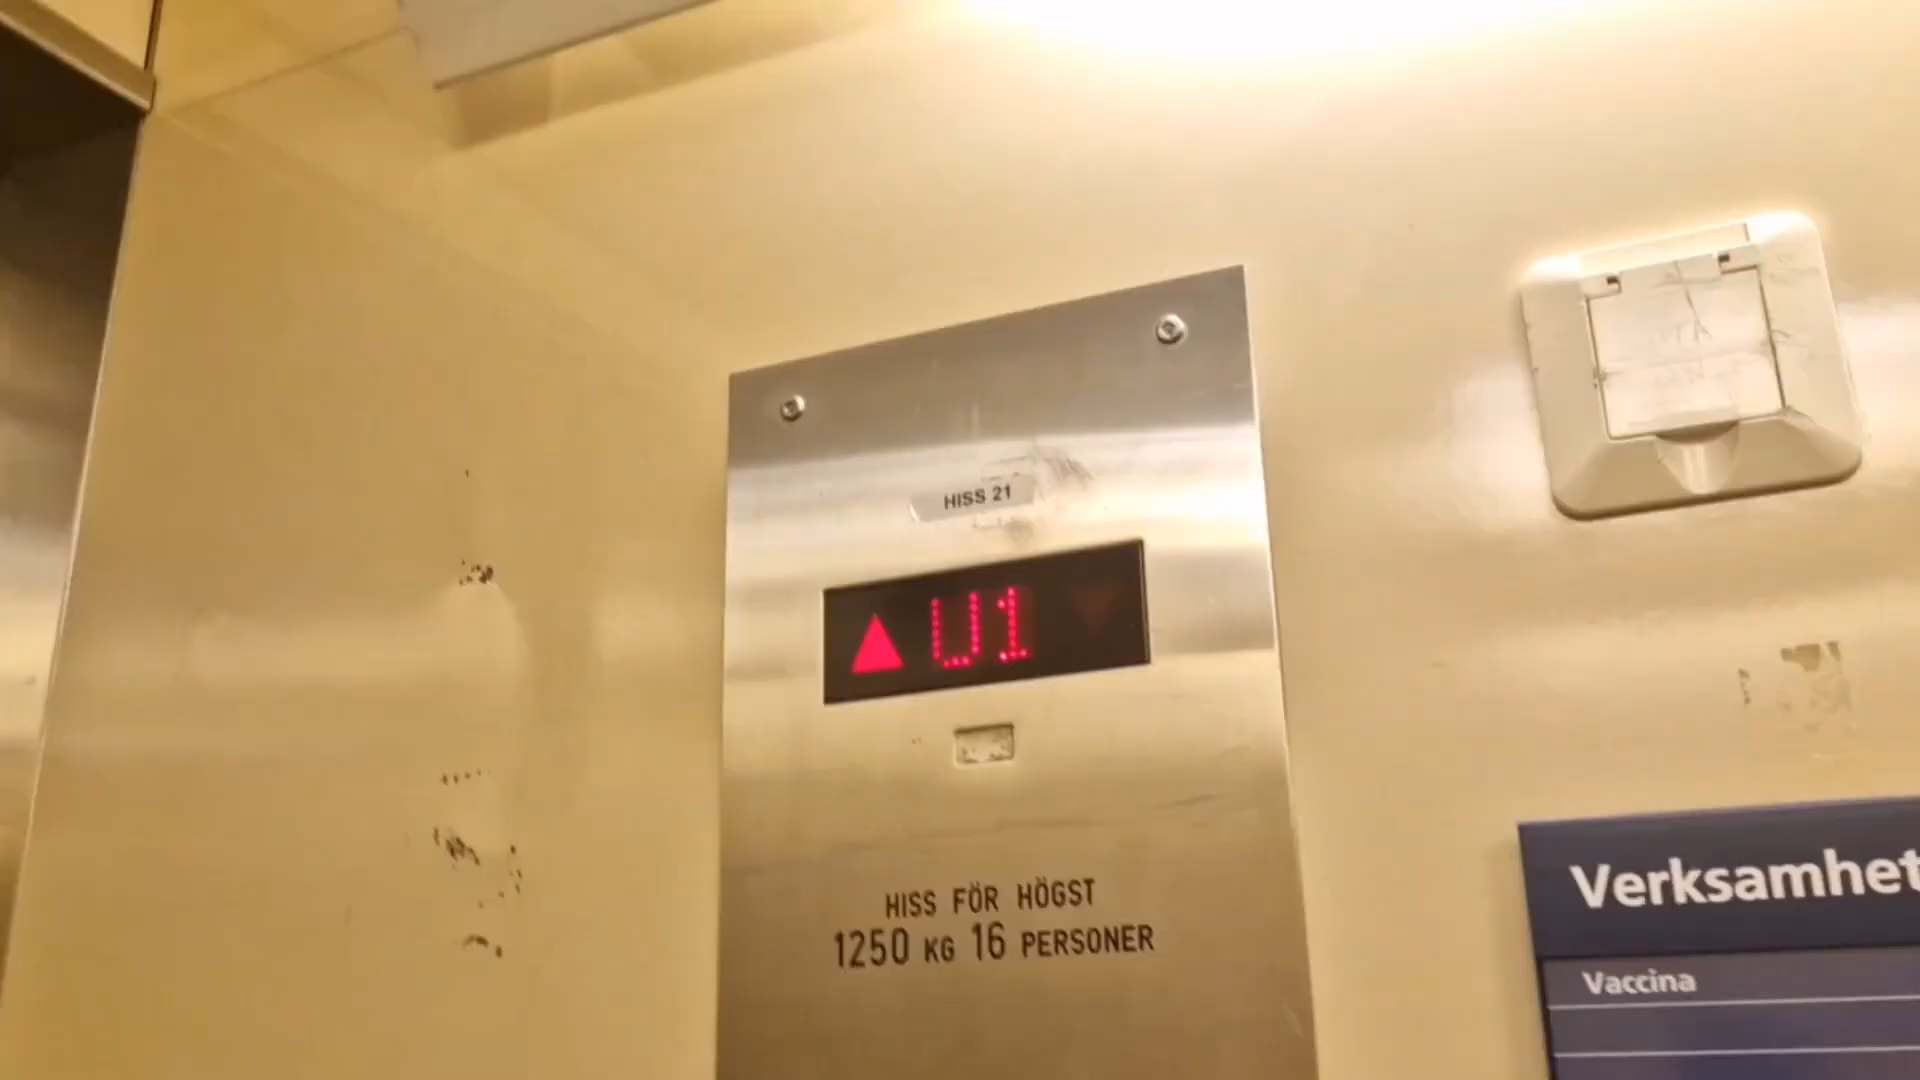 HISS 21
U1
HISS FÖR HÖGST
1250 KG 16 PERSONER
Verksamhet
Vaccina